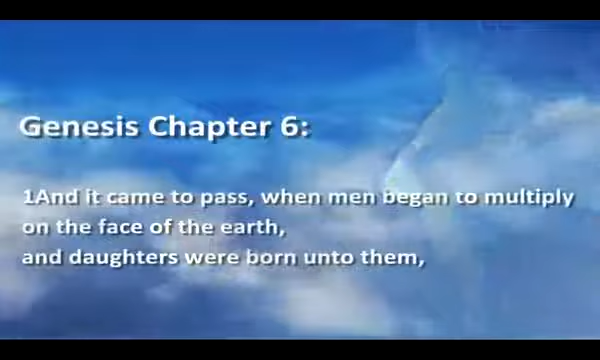 Genesis Chapter 6:
1And it came to pass, when men began to multiply
on the face of the earth,
and daughters were born unto them,